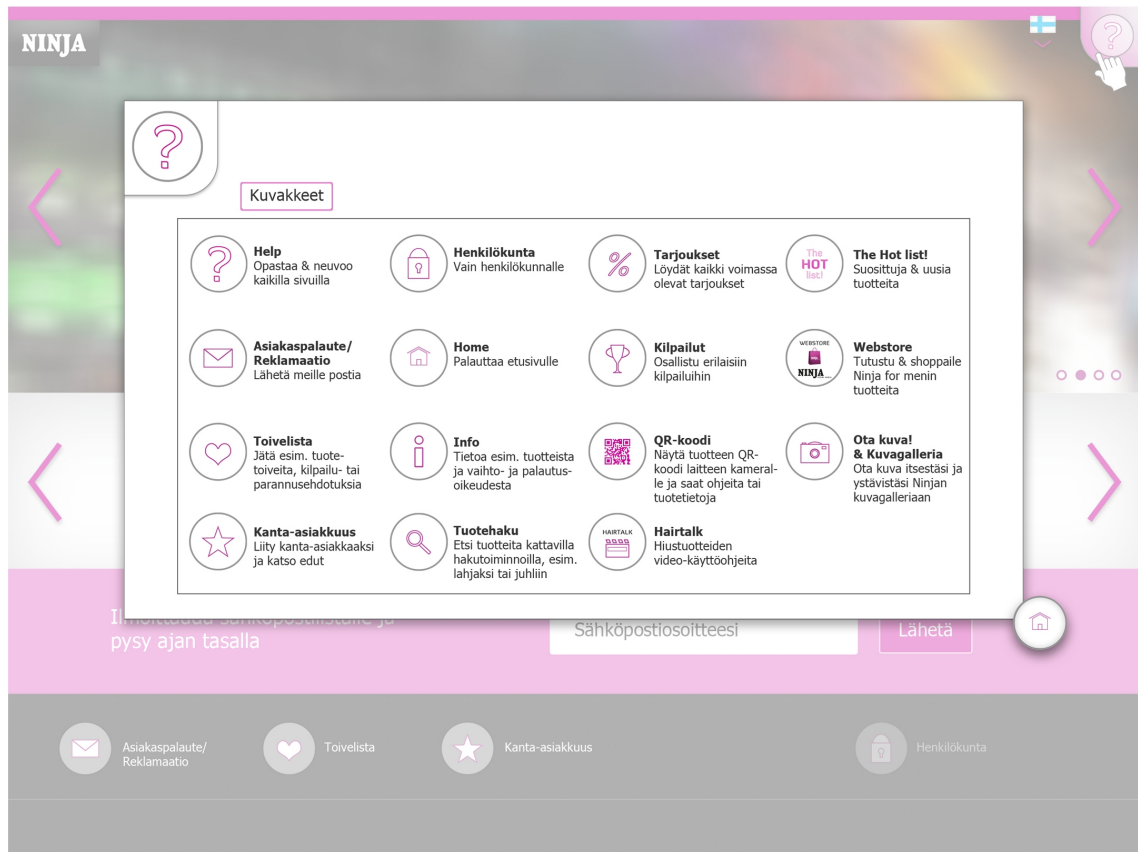 NINJA
Kuvakkeet
Help
Opastaa & neuvoo
kaikilla sivuilla
Henkilökunta
Vain henkilökunnalle
Tarjoukset
Löydät kaikki voimassa
olevat tarjoukset
The
HOT
list!
The Hot list!
Suosittuja & uusia
tuotteita
Asiakaspalaute/
Reklamaatio
Lähetä meille postia
Home
Palauttaa etusivulle
Kilpailut
Osallistu erilaisiin
kilpailuihin
WEBSTORE
NINJA
Webstore
Tutustu & shoppaile
Ninja for menin
tuotteita
Toivelista
Jätä esim. tuote-
toiveita, kilpailu- tai
parannusehdotuksia
Info
Tietoa esim. tuotteista
ja vaihto- ja palautus-
oikeudesta
QR-koodi
Näytä tuotteen QR-
koodi laitteen kameral-
le ja saat ohjeita tai
tuotetietoja
Ota kuva!
& Kuvagalleria
Ota kuva itsestäsi ja
ystävistäsi Ninjan
kuvagalleriaan
Kanta-asiakkuus
Liity kanta-asiakkaaksi
ja katso edut
Tuotehaku
Etsi tuotteita kattavilla
hakutoiminnoilla, esim.
lahjaksi tai juhliin
HAIRTALK
Hairtalk
Hiustuotteiden
video-käyttöohjeita
Ilmoittaudu sähköpostilistalle ja
pysy ajan tasalla
Sähköpostiosoitteesi
Lähetä
Asiakaspalaute/
Reklamaatio
Toivelista
Kanta-asiakkuus
Henkilökunta